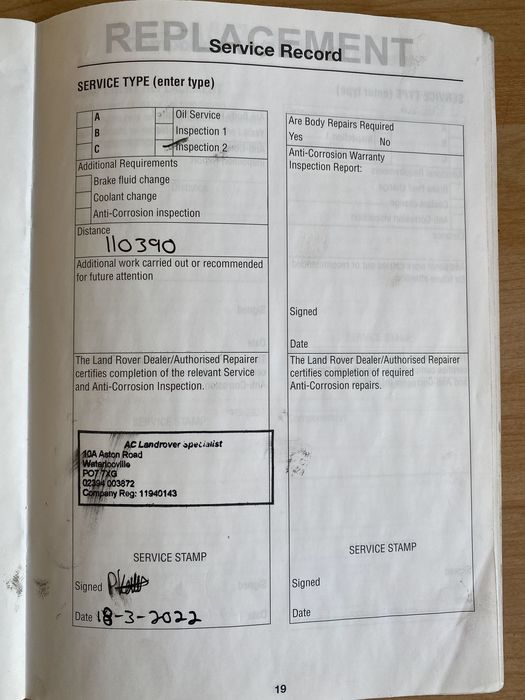 REPLACEMENT
Service Record
SERVICE TYPE (enter type)
A Oil Service
B Inspection 1
C Inspection 2
Additional Requirements
Brake fluid change
Coolant change
Anti-Corrosion inspection
Distance
110390
Additional work carried out or recommended
for future attention
The Land Rover Dealer/Authorised Repairer
certifies completion of the relevant Service
and Anti-Corrosion Inspection.
AC Landrover Specialist
10A Aston Road
Waterlooville
PO7 7XG
02394 003872
Company Reg: 11940143
SERVICE STAMP
Signed
Date 18-3-2022
Are Body Repairs Required
Yes No
Anti-Corrosion Warranty
Inspection Report:
Signed
Date
The Land Rover Dealer/Authorised Repairer
certifies completion of required
Anti-Corrosion repairs.
SERVICE STAMP
Signed
Date
19